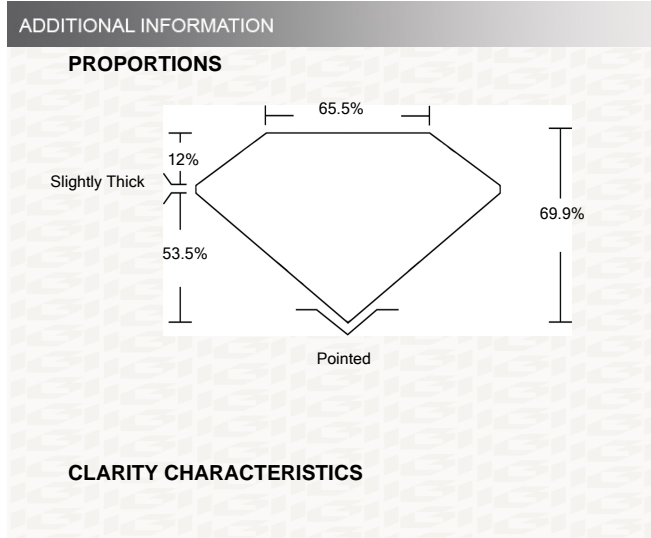 ADDITIONAL INFORMATION
PROPORTIONS
65.5%
12%
Slightly Thick
69.9%
53.5%
Pointed
CLARITY CHARACTERISTICS